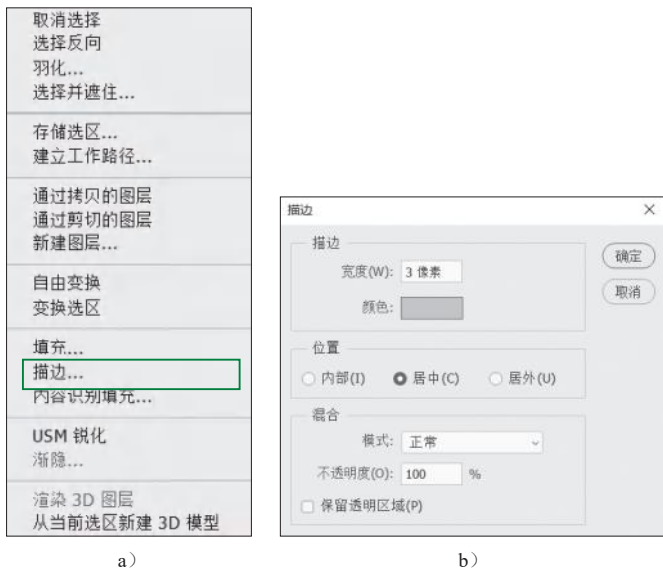 取消选择
选择反向
羽化...
选择并遮住...
存储选区...
建立工作路径...
通过拷贝的图层
通过剪切的图层
新建图层...
自由变换
变换选区
填充...
描边...
内容识别填充...
USM 锐化
渐隐...
渲染 3D 图层
从当前选区新建 3D 模型
a）
描边
描边
宽度(W): 3 像素
颜色:
确定
取消
位置
内部(I) 居中(C) 居外(U)
混合
模式: 正常
不透明度(O): 100 %
保留透明区域(P)
b）